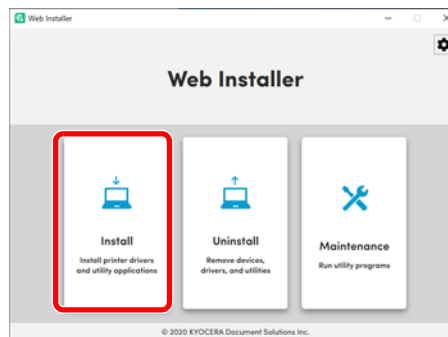 Web Installer
Web Installer
Install
Install printer drivers
and utility applications
Uninstall
Remove devices,
drivers, and utilities
Maintenance
Run utility programs
© 2020 KYOCERA Document Solutions Inc.